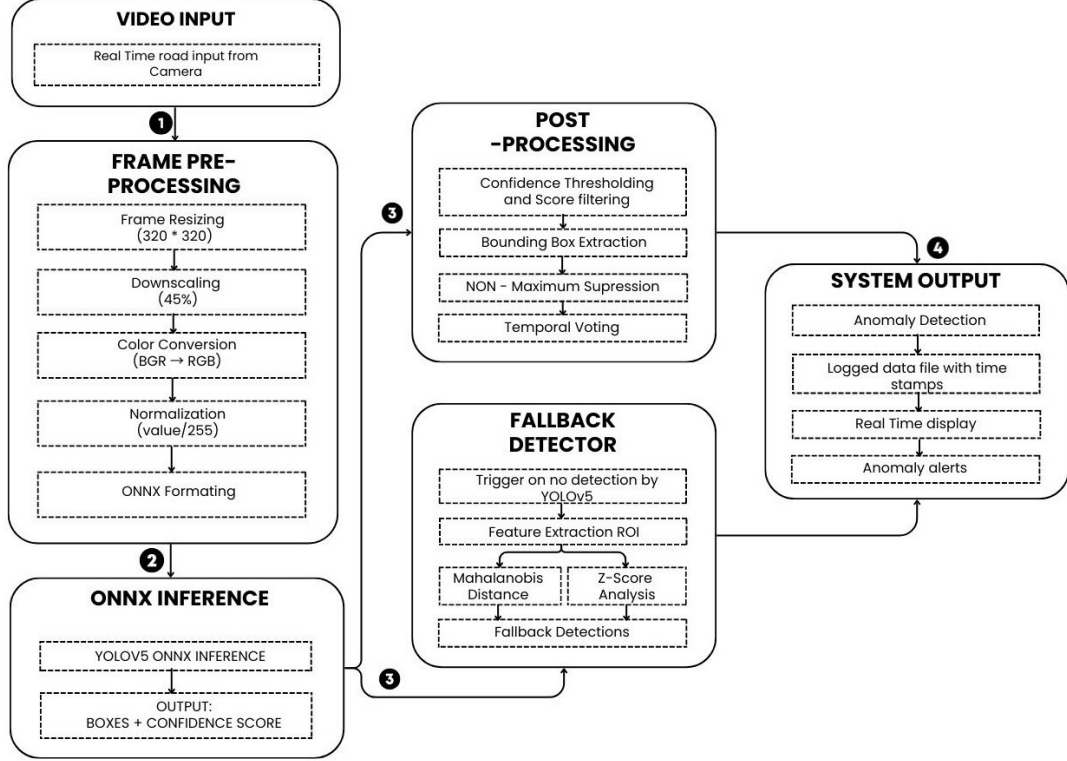 VIDEO INPUT
Real Time road input from
Camera
1
FRAME PRE-
PROCESSING
Frame Resizing
(320 * 320)
Downscaling
(45%)
Color Conversion
(BGR → RGB)
Normalization
(value/255)
ONNX Formating
2
ONNX INFERENCE
YOLOV5 ONNX INFERENCE
OUTPUT:
BOXES + CONFIDENCE SCORE
3
POST
-PROCESSING
Confidence Thresholding
and Score filtering
Bounding Box Extraction
NON - Maximum Supression
Temporal Voting
3
FALLBACK
DETECTOR
Trigger on no detection by
YOLOv5
Feature Extraction ROI
Mahalanobis
Distance
Z-Score
Analysis
Fallback Detections
4
SYSTEM OUTPUT
Anomaly Detection
Logged data file with time
stamps
Real Time display
Anomaly alerts